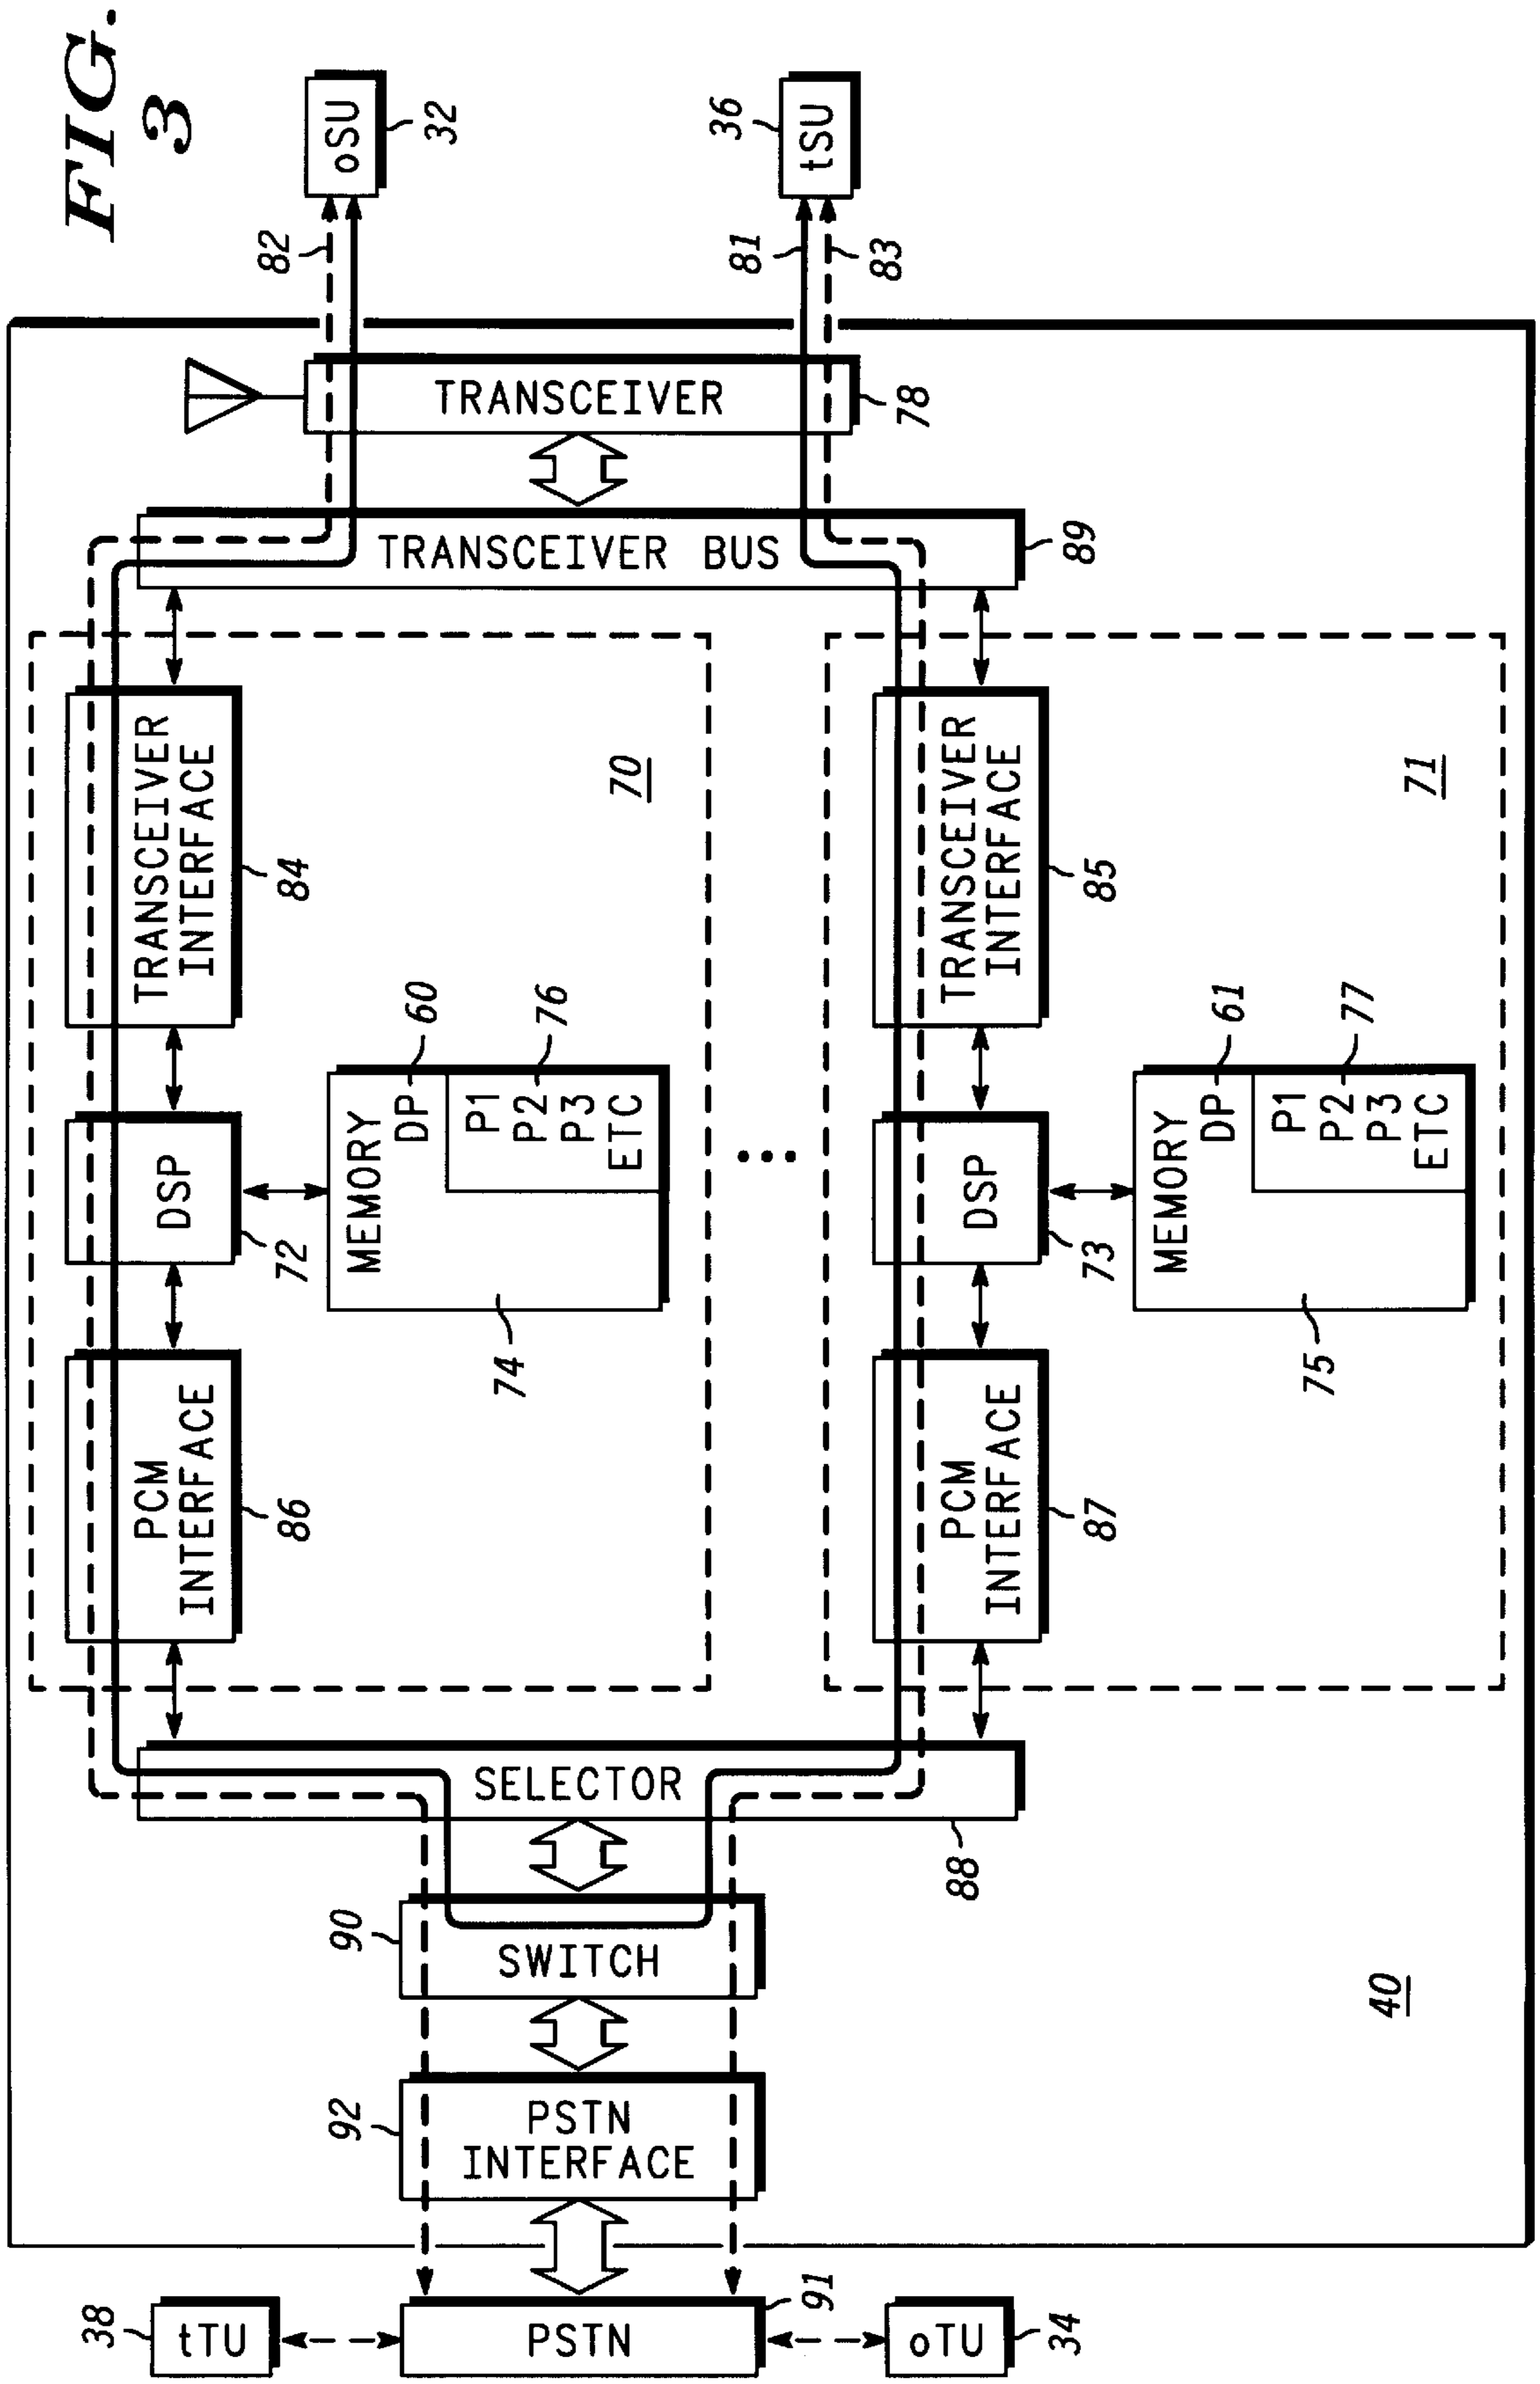 FIG.
3
oSU
32
82
36
tSU
81
83
TRANSCEIVER
78
TRANSCEIVER BUS
89
TRANSCEIVER
INTERFACE
84
70
TRANSCEIVER
INTERFACE
85
71
DSP
72
MEMORY
DP
60
P1
P2
P3
ETC
76
74
DSP
73
MEMORY
DP
61
P1
P2
P3
ETC
77
75
PCM
INTERFACE
86
PCM
INTERFACE
87
SELECTOR
88
90
SWITCH
40
92
PSTN
INTERFACE
38
tTU
PSTN
91
oTU
34